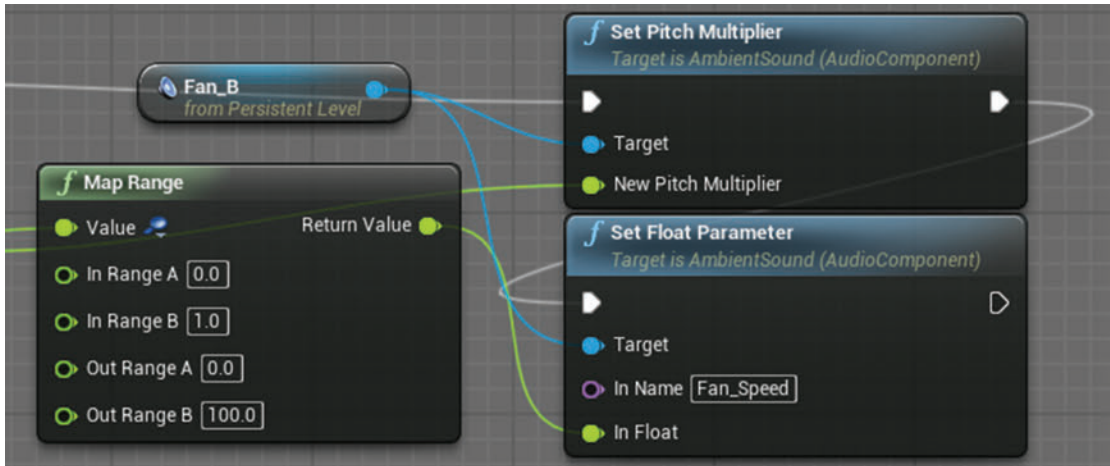 Fan_B
from Persistent Level
f Map Range
Value
Return Value
In Range A 0.0
In Range B 1.0
Out Range A 0.0
Out Range B 100.0
f Set Pitch Multiplier
Target is AmbientSound (AudioComponent)
Target
New Pitch Multiplier
f Set Float Parameter
Target is AmbientSound (AudioComponent)
Target
In Name Fan_Speed
In Float